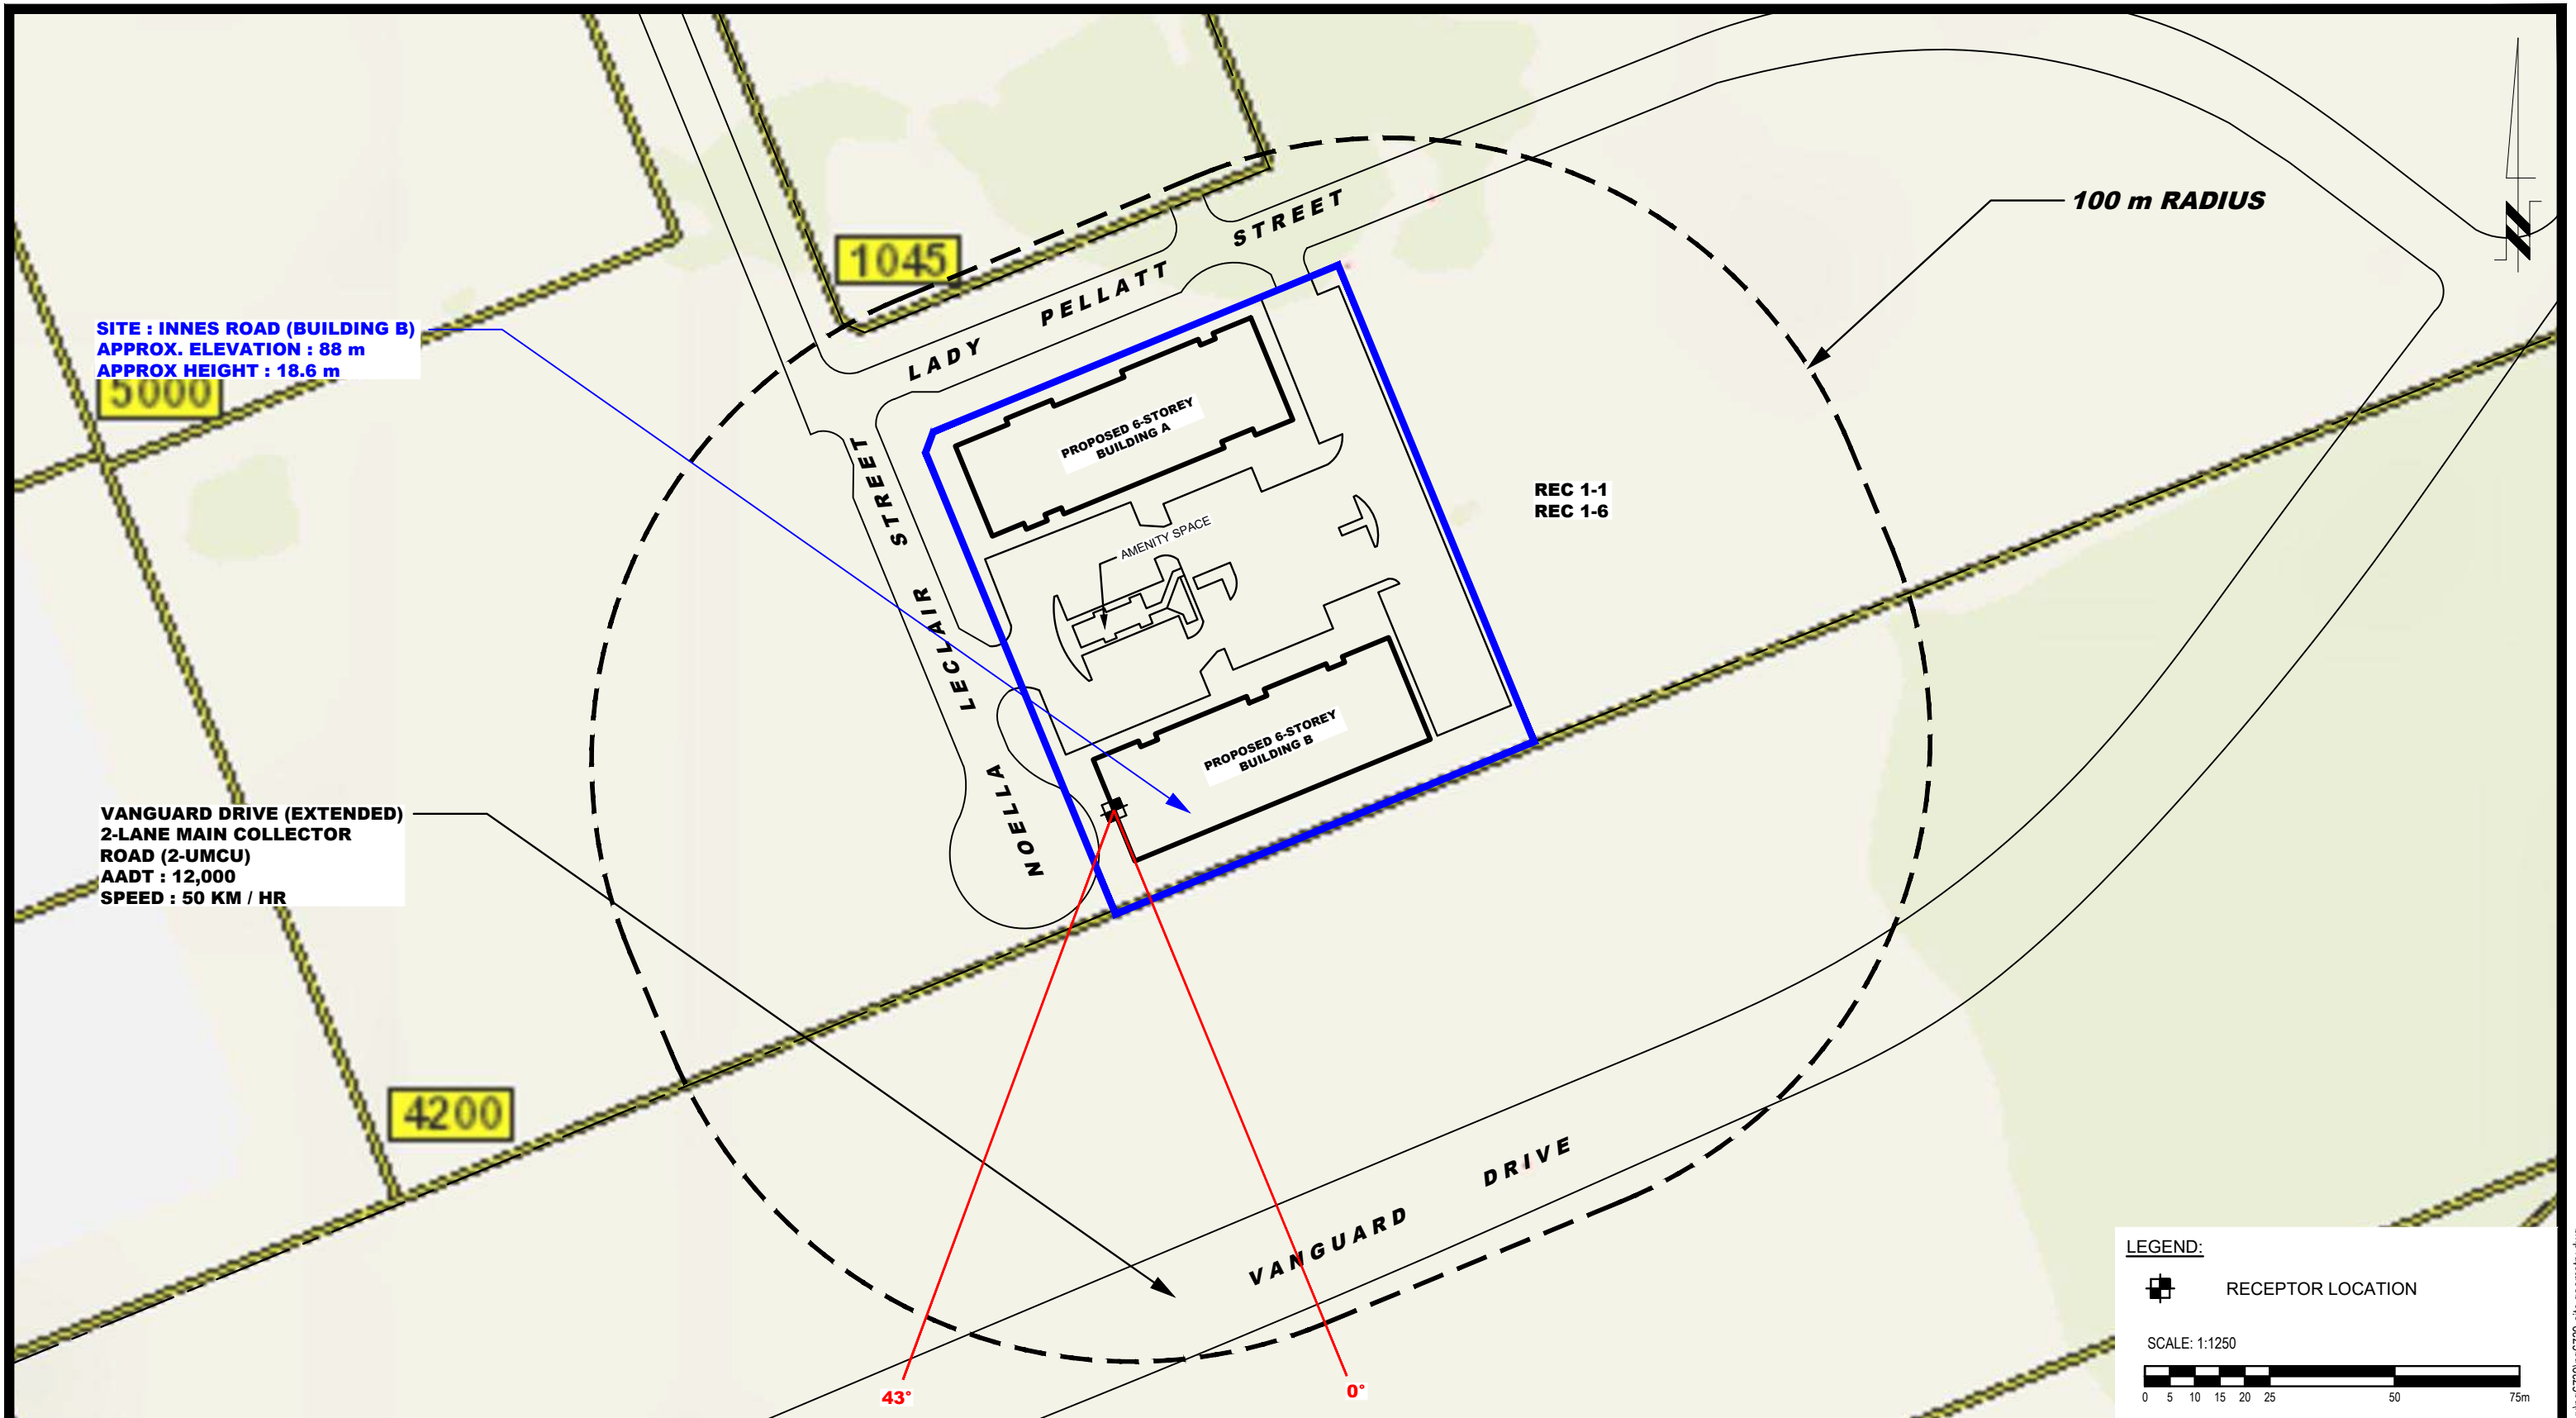 1045
100 m RADIUS
LADY PELLATT STREET
SITE : INNES ROAD (BUILDING B)
APPROX. ELEVATION : 88 m
APPROX HEIGHT : 18.6 m
5000
PROPOSED 6-STOREY
BUILDING A
NOELLA LECLAIR STREET
REC 1-1
REC 1-6
AMENITY SPACE
PROPOSED 6-STOREY
BUILDING B
VANGUARD DRIVE (EXTENDED)
2-LANE MAIN COLLECTOR
ROAD (2-UMCU)
AADT : 12,000
SPEED : 50 KM / HR
4200
VANGUARD DRIVE
43°
0°
LEGEND:
RECEPTOR LOCATION
SCALE: 1:1250
0 5 10 15 20 25 50 75m